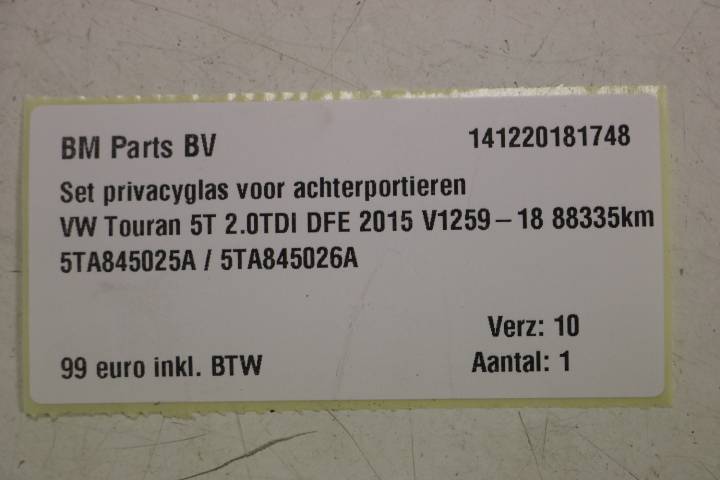 BM Parts BV 141220181748
Set privacyglas voor achterportieren
VW Touran 5T 2.0TDI DFE 2015 V1259-18 88335km
5TA845025A / 5TA845026A
Verz: 10
99 euro inkl. BTW Aantal: 1